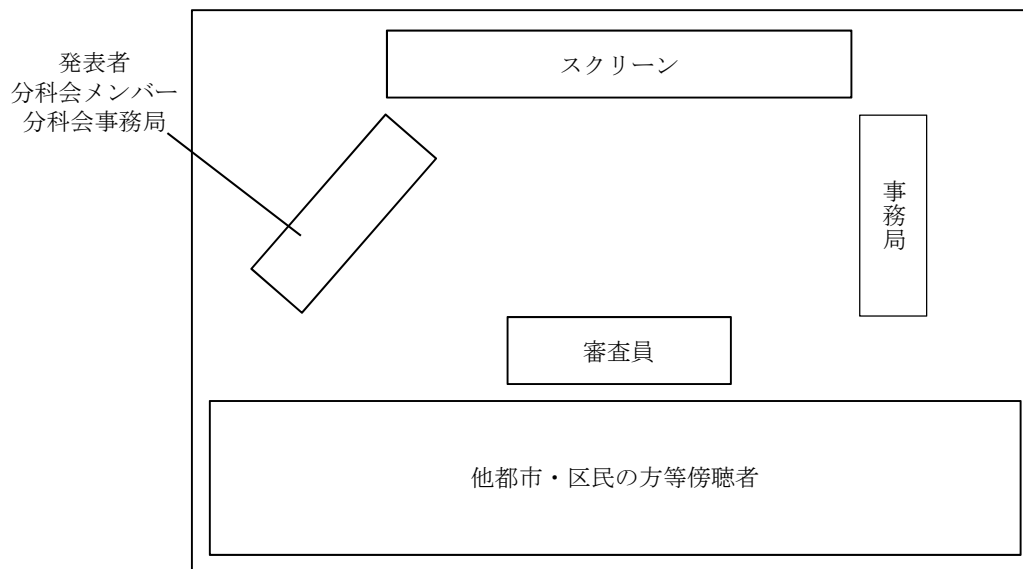 スクリーン
発表者
分科会メンバー
分科会事務局
事務局
審査員
他都市・区民の方等傍聴者